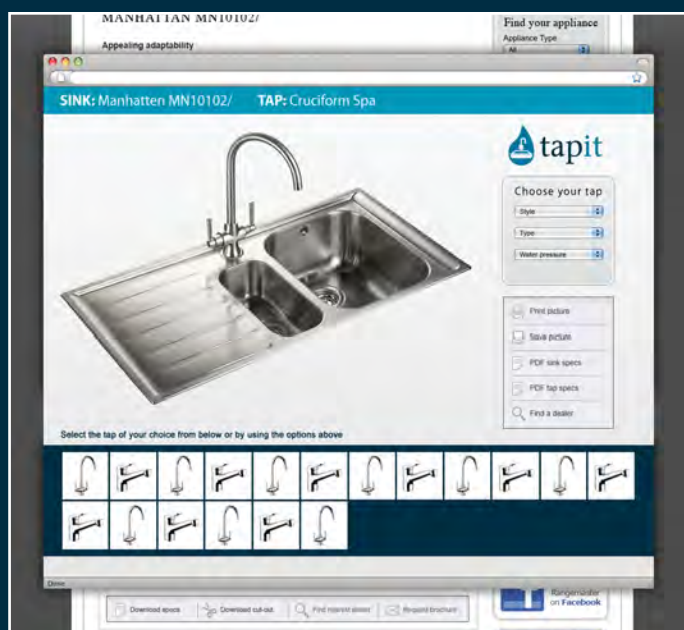 MANHATTAN MN10102/
Appealing adaptability
Find your appliance
Appliance Type
All
SINK: Manhatten MN10102/ TAP: Cruciform Spa
tapit
Choose your tap
Style
Type
Water pressure
Print picture
Save picture
PDF sink specs
PDF tap specs
Find a dealer
Select the tap of your choice from below or by using the options above
Done
Download specs
Download cut-out
Find nearest dealer
Request brochure
Rangemaster
on Facebook